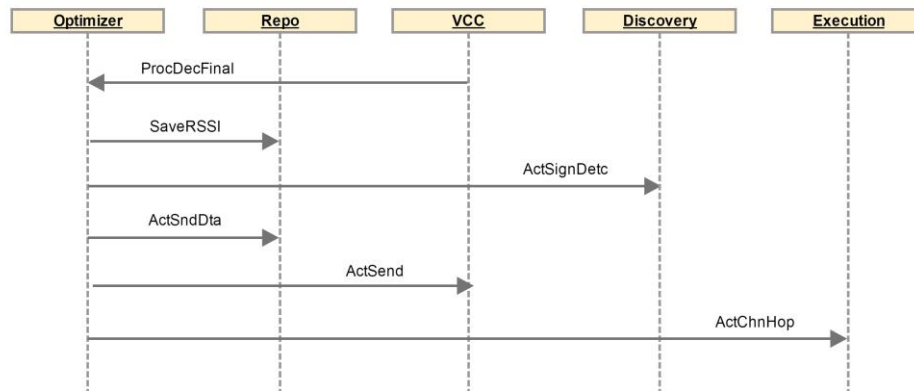 Optimizer Repo VCC Discovery Execution
ProcDecFinal
SaveRSSI
ActSignDetc
ActSndDta
ActSend
ActChnHop